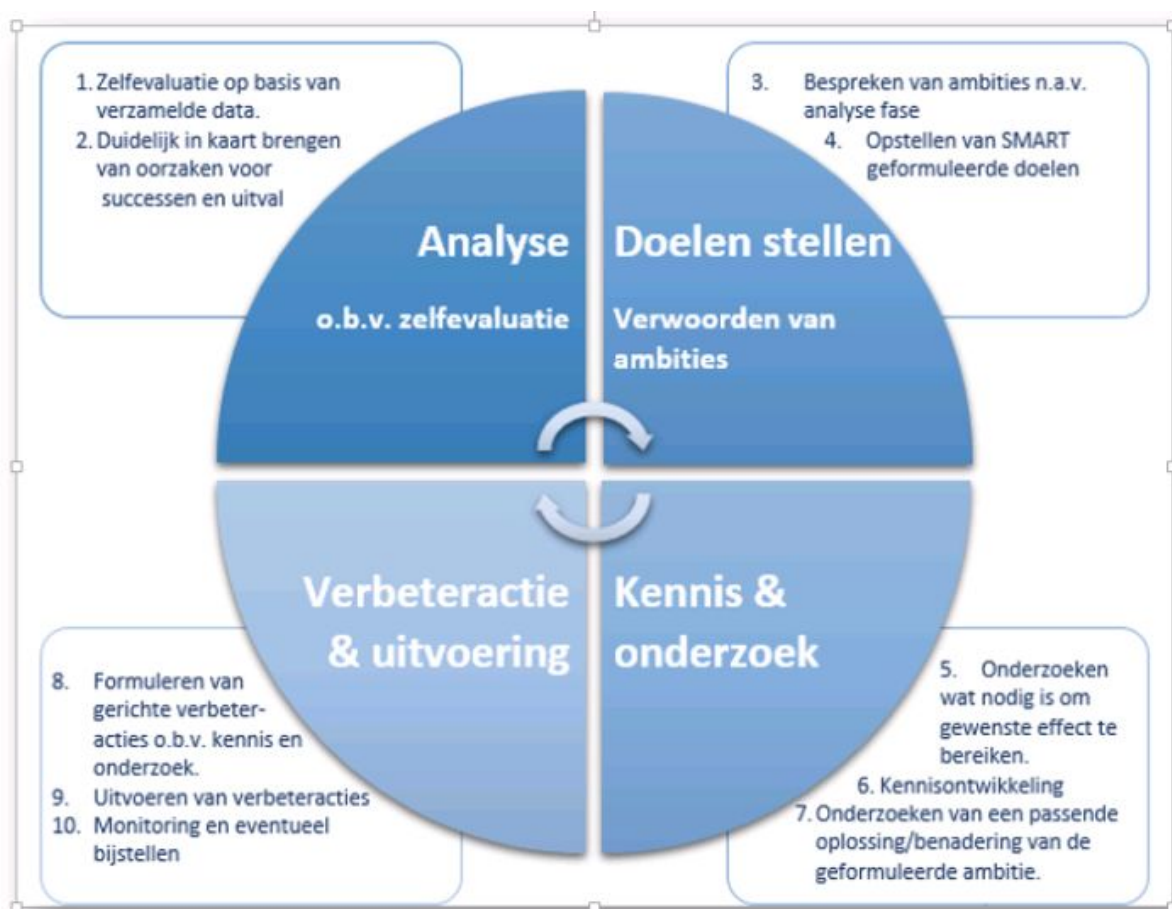 1. Zelfevaluatie op basis van
verzamelde data.
2. Duidelijk in kaart brengen
van oorzaken voor
successen en uitval
Analyse
o.b.v. zelfevaluatie
3. Bespreken van ambities n.a.v.
analyse fase
4. Opstellen van SMART
geformuleerde doelen
Doelen stellen
Verwoorden van
ambities
Kennis &
onderzoek
5. Onderzoeken
wat nodig is om
gewenste effect te
bereiken.
6. Kennisontwikkeling
7. Onderzoeken van een passende
oplossing/benadering van de
geformuleerde ambitie.
Verbeteractie
& uitvoering
8. Formuleren van
gerichte verbeter-
acties o.b.v. kennis en
onderzoek.
9. Uitvoeren van verbeteracties
10. Monitoring en eventueel
bijstellen